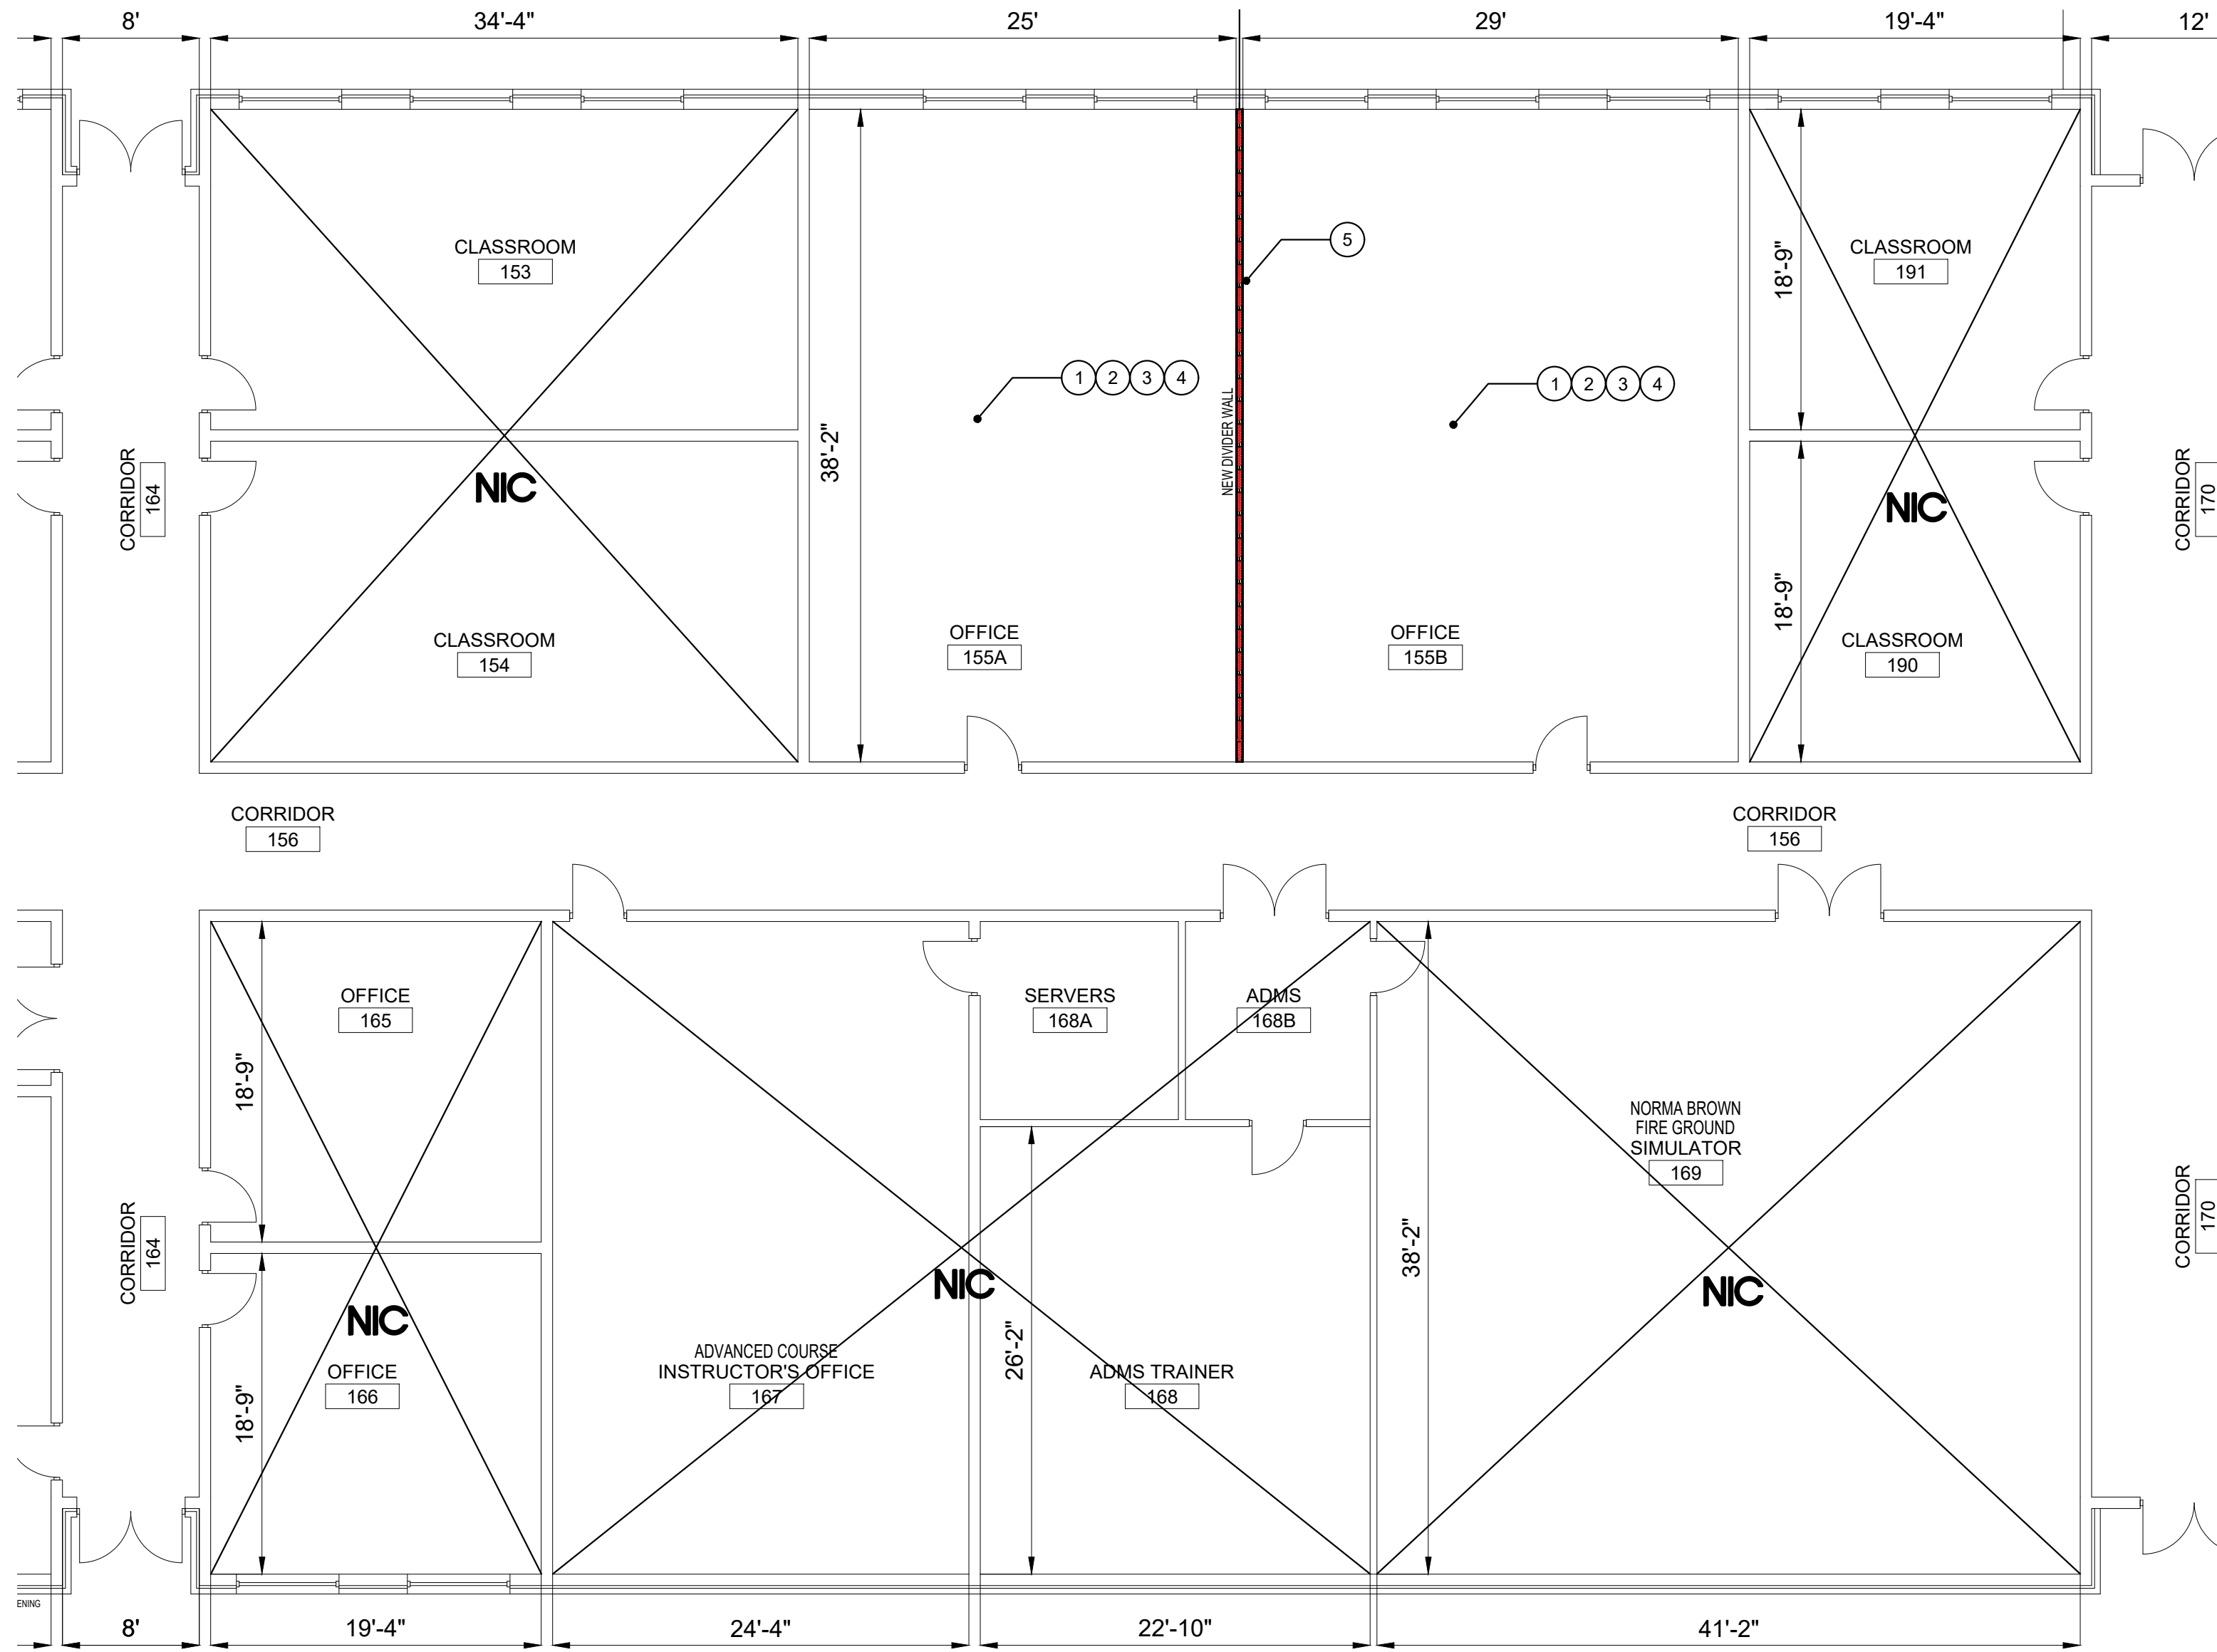 8'
34'-4"
25'
29'
19'-4"
12'
5
CLASSROOM
153
CLASSROOM
191
18'-9"
1 2 3 4
1 2 3 4
NEW DIVIDER WALL
38'-2"
CORRIDOR
164
NIC
NIC
CORRIDOR
170
18'-9"
CLASSROOM
154
OFFICE
155A
OFFICE
155B
CLASSROOM
190
CORRIDOR
156
CORRIDOR
156
OFFICE
165
SERVERS
168A
ADMS
168B
18'-9"
NORMA BROWN
FIRE GROUND
SIMULATOR
169
CORRIDOR
164
38'-2"
CORRIDOR
170
NIC
NIC
NIC
26'-2"
ADVANCED COURSE
INSTRUCTOR'S OFFICE
167
ADMS TRAINER
168
OFFICE
166
18'-9"
ENING
8'
19'-4"
24'-4"
22'-10"
41'-2"